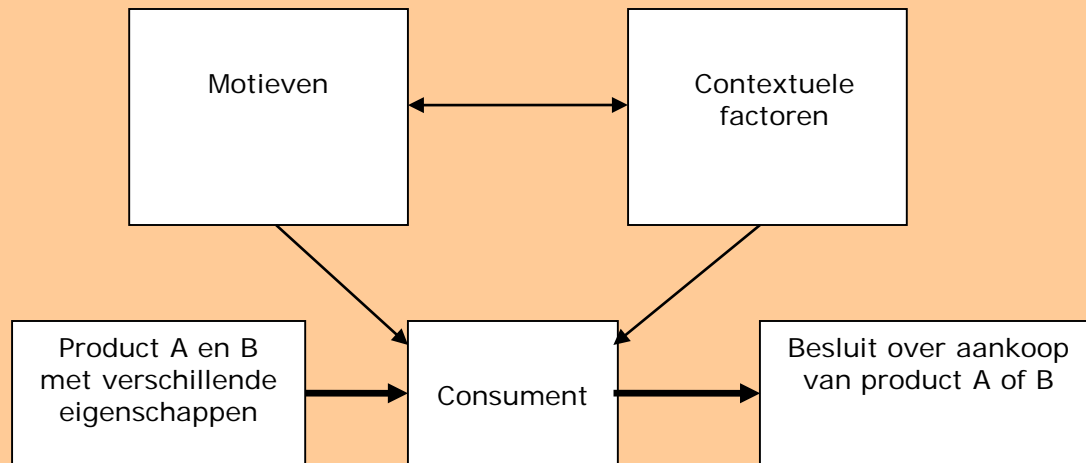 Motieven
Contextuele
factoren
Product A en B
met verschillende
eigenschappen
Consument
Besluit over aankoop
van product A of B